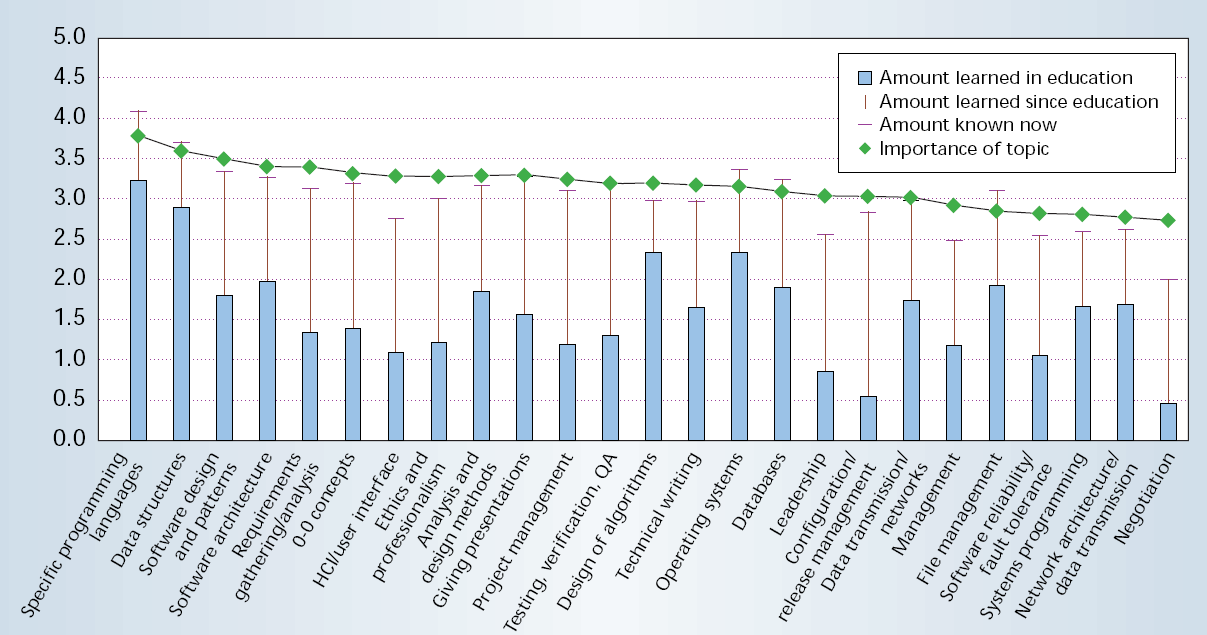 5.0
4.5
4.0
3.5
3.0
2.5
2.0
1.5
1.0
0.5
0.0
Amount learned in education
Amount learned since education
Amount known now
Importance of topic
Specific programming
languages
Data structures
Software design
and patterns
Software architecture
Requirements
gathering/analysis
0-0 concepts
HCI/user interface
Ethics and
professionalism
Analysis and
design methods
Giving presentations
Project management
Testing, verification, QA
Design of algorithms
Technical writing
Operating systems
Databases
Leadership
Configuration/
release management
Data transmission/
networks
Management
File management
Software reliability/
fault tolerance
Systems programming
Network architecture/
data transmission
Negotiation